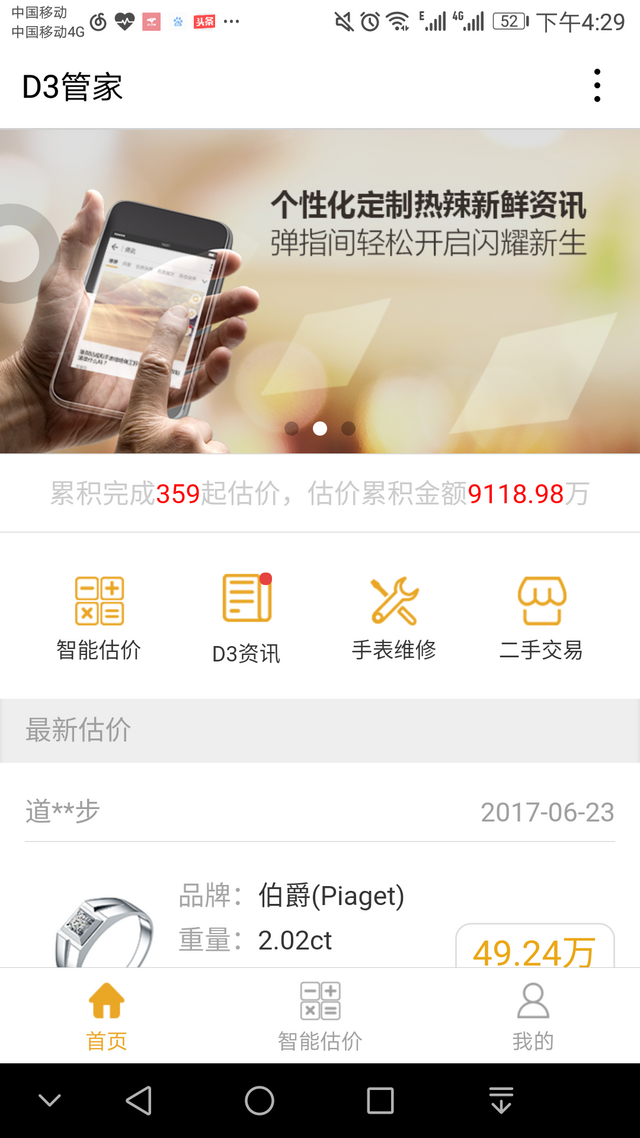 中国移动
中国移动4G
头条
E
4G
52
下午4:29
D3管家
个性化定制热辣新鲜资讯
弹指间轻松开启闪耀新生
累积完成359起估价，估价累积金额9118.98万
智能估价
D3资讯
手表维修
二手交易
最新估价
道**步
2017-06-23
品牌：伯爵(Piaget)
重量：2.02ct
49.24万
首页
智能估价
我的